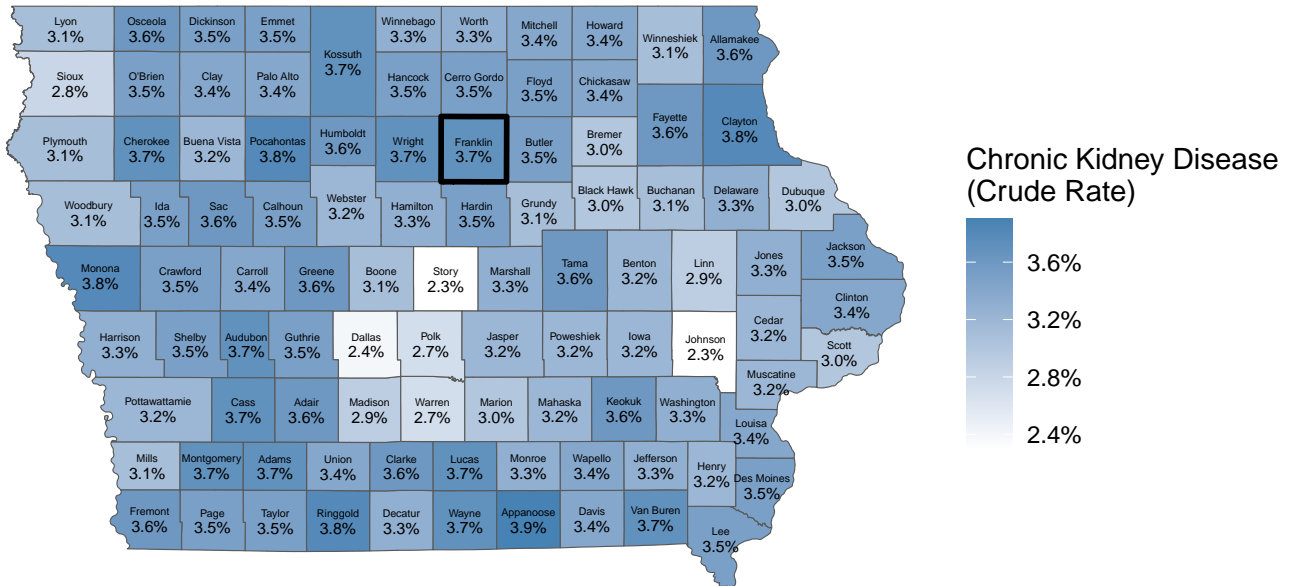 Lyon
3.1%
Osceola
3.6%
Dickinson
3.5%
Emmet
3.5%
Kossuth
3.7%
Winnebago
3.3%
Worth
3.3%
Mitchell
3.4%
Howard
3.4%
Winneshiek
3.1%
Allamakee
3.6%
Sioux
2.8%
O'Brien
3.5%
Clay
3.4%
Palo Alto
3.4%
Hancock
3.5%
Cerro Gordo
3.5%
Floyd
3.5%
Chickasaw
3.4%
Plymouth
3.1%
Cherokee
3.7%
Buena Vista
3.2%
Pocahontas
3.8%
Humboldt
3.6%
Wright
3.7%
Franklin
3.7%
Butler
3.5%
Bremer
3.0%
Fayette
3.6%
Clayton
3.8%
Woodbury
3.1%
Ida
3.5%
Sac
3.6%
Calhoun
3.5%
Webster
3.2%
Hamilton
3.3%
Hardin
3.5%
Grundy
3.1%
Black Hawk
3.0%
Buchanan
3.1%
Delaware
3.3%
Dubuque
3.0%
Monona
3.8%
Crawford
3.5%
Carroll
3.4%
Greene
3.6%
Boone
3.1%
Story
2.3%
Marshall
3.3%
Tama
3.6%
Benton
3.2%
Linn
2.9%
Jones
3.3%
Jackson
3.5%
Clinton
3.4%
Harrison
3.3%
Shelby
3.5%
Audubon
3.7%
Guthrie
3.5%
Dallas
2.4%
Polk
2.7%
Jasper
3.2%
Poweshiek
3.2%
Iowa
3.2%
Johnson
2.3%
Cedar
3.2%
Scott
3.0%
Muscatine
3.2%
Pottawattamie
3.2%
Cass
3.7%
Adair
3.6%
Madison
2.9%
Warren
2.7%
Marion
3.0%
Mahaska
3.2%
Keokuk
3.6%
Washington
3.3%
Louisa
3.4%
Mills
3.1%
Montgomery
3.7%
Adams
3.7%
Union
3.4%
Clarke
3.6%
Lucas
3.7%
Monroe
3.3%
Wapello
3.4%
Jefferson
3.3%
Henry
3.2%
Des Moines
3.5%
Fremont
3.6%
Page
3.5%
Taylor
3.5%
Ringgold
3.8%
Decatur
3.3%
Wayne
3.7%
Appanoose
3.9%
Davis
3.4%
Van Buren
3.7%
Lee
3.5%
Chronic Kidney Disease
(Crude Rate)
3.6%
3.2%
2.8%
2.4%